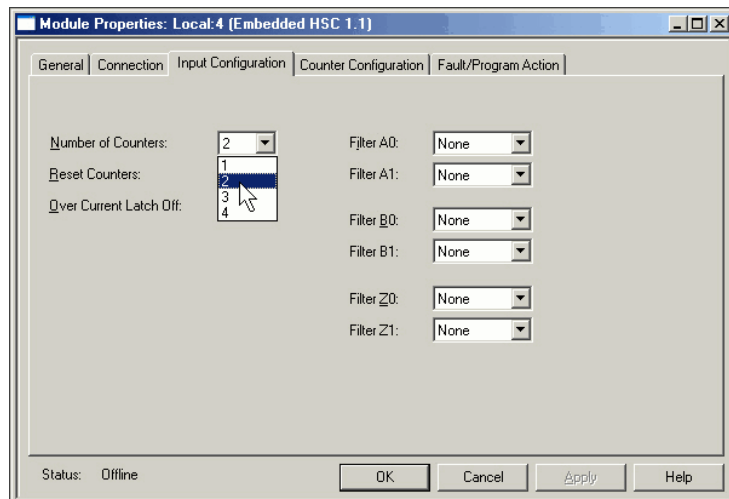 Module Properties: Local:4 (Embedded HSC 1.1)
General Connection Input Configuration Counter Configuration Fault/Program Action
Number of Counters: 2
1
2
3
4
Reset Counters:
Over Current Latch Off:
Filter A0: None
Filter A1: None
Filter B0: None
Filter B1: None
Filter Z0: None
Filter Z1: None
Status: Offline
OK Cancel Apply Help